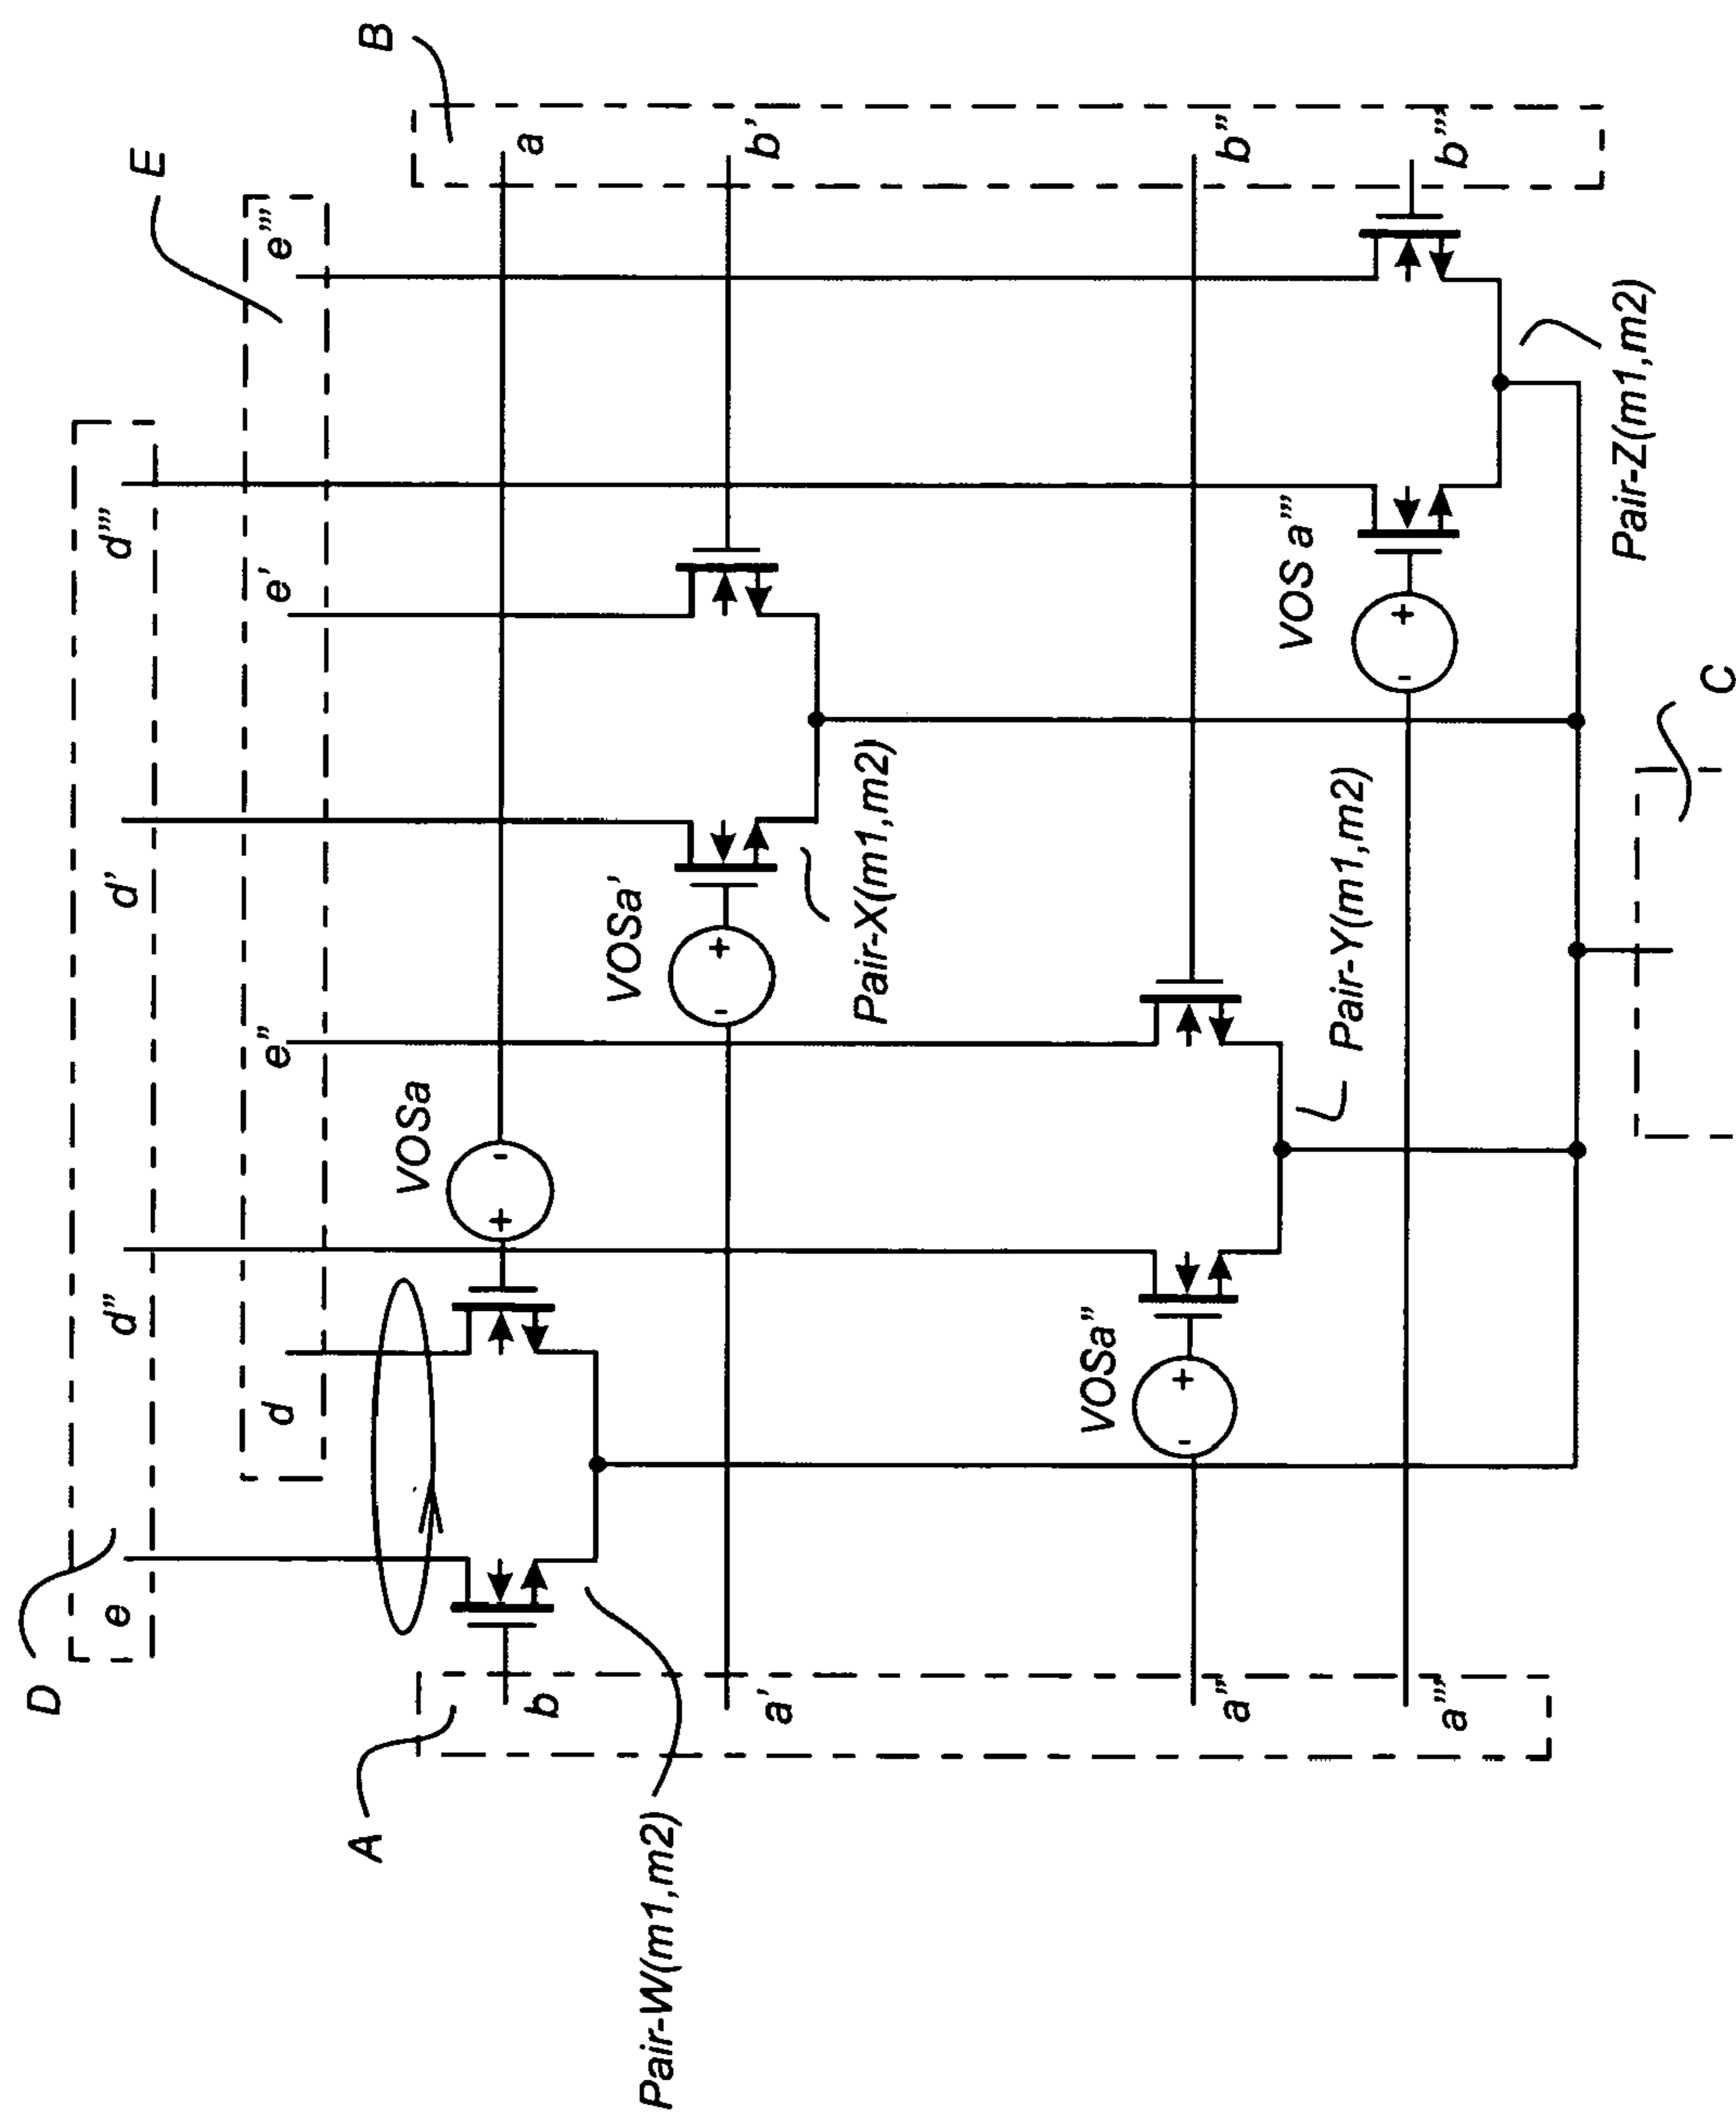 B
E
a
b'
b"
b'''
e'''
d'''
e'
VOS a'''
+
-
Pair-Z(m1,m2)
C
d'
VOSa'
+
-
Pair-X(m1,m2)
e"
VOSa
-
+
Pair-Y(m1,m2)
d"
d
VOSa"
+
-
e
D
b
a'
a"
a'''
A
Pair-W(m1,m2)